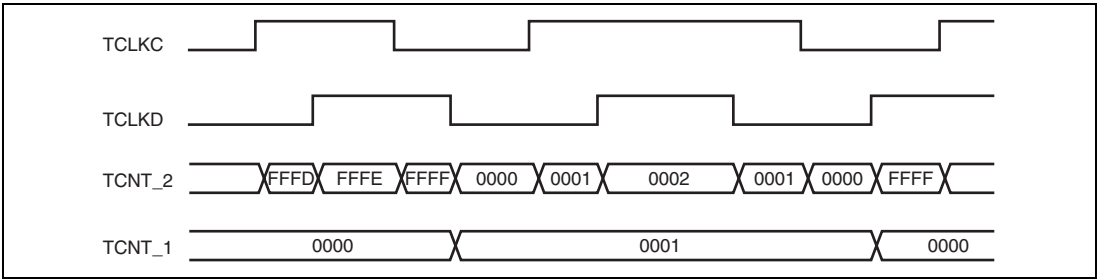 TCLKC
TCLKD
TCNT_2 FFFD FFFE FFFF 0000 0001 0002 0001 0000 FFFF
TCNT_1 0000 0001 0000